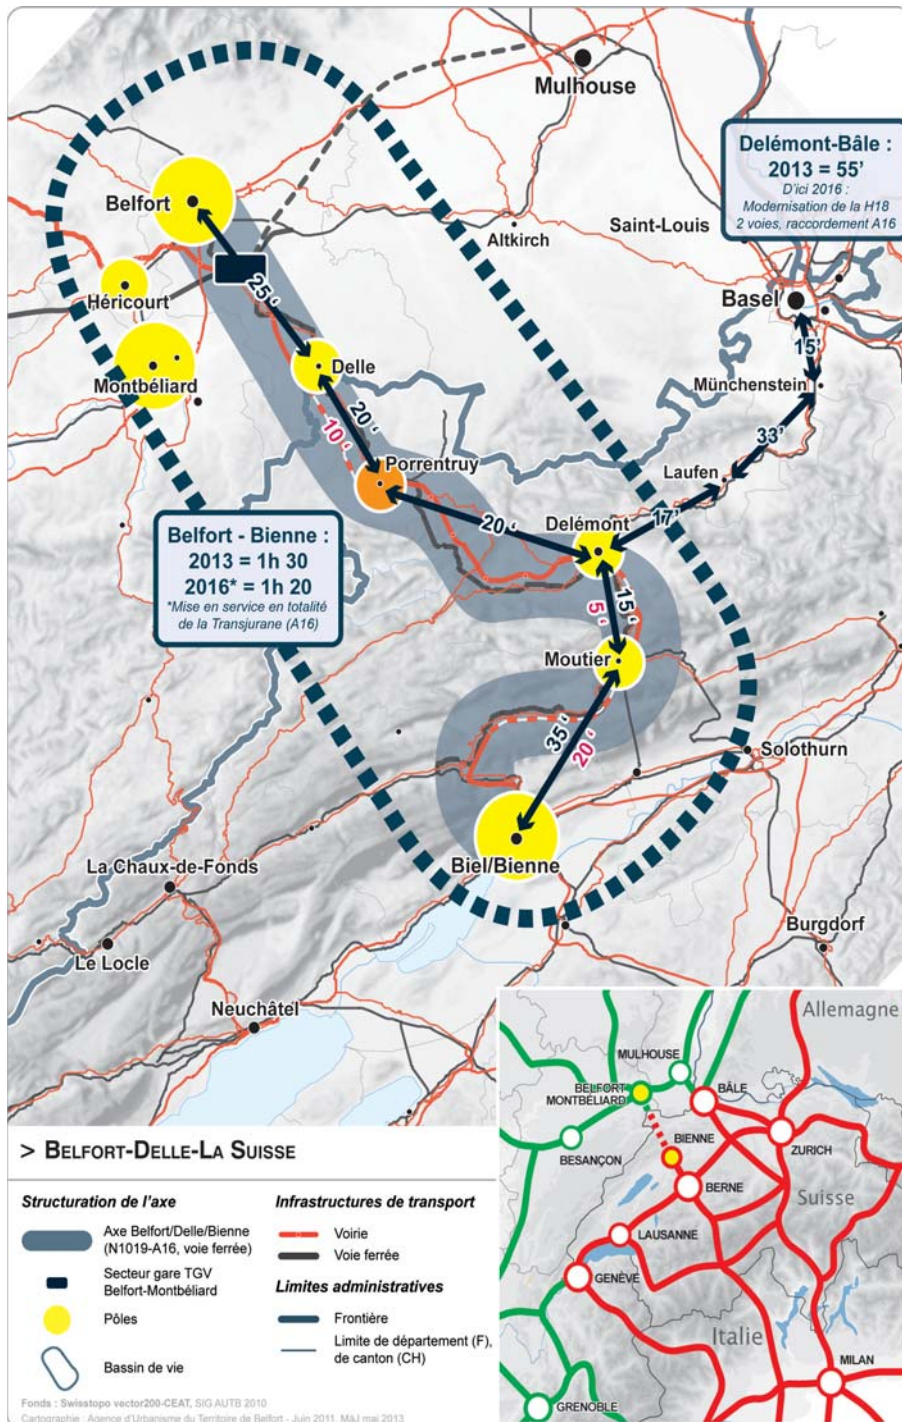 Mulhouse
Delémont-Bâle :
2013 = 55’
D’ici 2016 :
Modernisation de la H18
2 voies, raccordement A16
Belfort
Altkirch
Saint-Louis
Héricourt
25‘
Basel
15’
Montbéliard
Delle
Münchenstein
20‘
10‘
33’
Porrentruy
Laufen
20‘
Delémont
17’
Belfort - Bienne :
2013 = 1h 30
2016* = 1h 20
*Mise en service en totalité
de la Transjurane (A16)
15‘
5‘
Moutier
35‘
20‘
Solothurn
Biel/Bienne
La Chaux-de-Fonds
Burgdorf
Le Locle
Neuchâtel
Allemagne
MULHOUSE
BELFORT
MONTBÉLIARD
BÂLE
BIENNE
BESANÇON
ZURICH
BERNE
Suisse
LAUSANNE
GENÈVE
Italie
MILAN
GRENOBLE
> BELFORT-DELLE-LA SUISSE
Structuration de l’axe
Axe Belfort/Delle/Bienne
(N1019-A16, voie ferrée)
Secteur gare TGV
Belfort-Montbéliard
Pôles
Bassin de vie
Infrastructures de transport
Voirie
Voie ferrée
Limites administratives
Frontière
Limite de département (F),
de canton (CH)
Fonds : Swisstopo vector200-CEAT, SIG AUTB 2010
Cartographie : Agence d’Urbanisme du Territoire de Belfort - Juin 2011, MàJ mai 2013